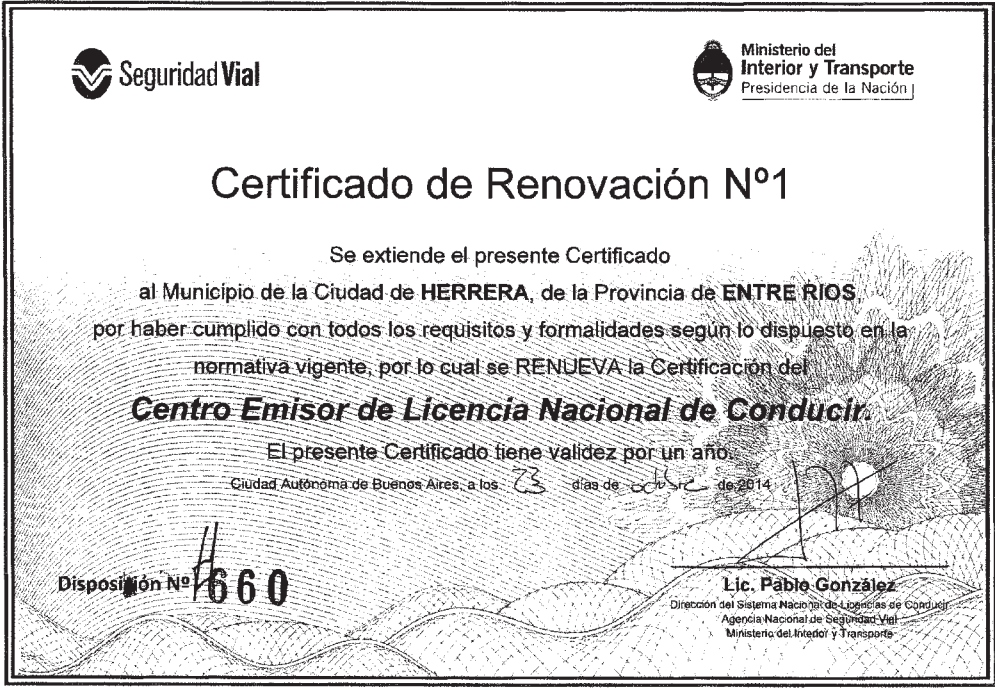 Seguridad Vial
Ministerio del
Interior y Transporte
Presidencia de la Nación
Certificado de Renovación Nº1
Se extiende el presente Certificado
al Municipio de la Ciudad de HERRERA, de la Provincia de ENTRE RIOS,
por haber cumplido con todos los requisitos y formalidades según lo dispuesto en la
normativa vigente, por lo cual se RENUEVA la Certificación del
Centro Emisor de Licencia Nacional de Conducir.
El presente Certificado tiene validez por un año.
Ciudad Autónoma de Buenos Aires, a los 23 días de octubre de 2014
Disposición Nº 660
Lic. Pablo González
Dirección del Sistema Nacional de Licencias de Conducir
Agencia Nacional de Seguridad Vial
Ministerio del Interior y Transporte